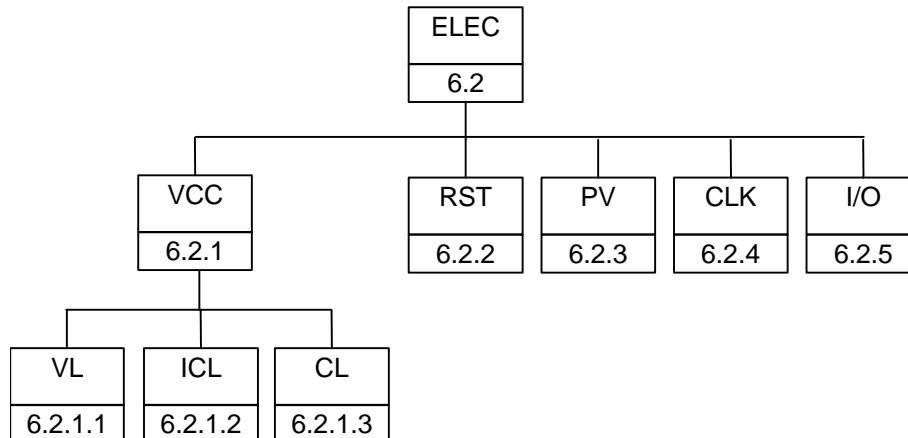 ELEC
6.2
VCC
6.2.1
RST
6.2.2
PV
6.2.3
CLK
6.2.4
I/O
6.2.5
VL
6.2.1.1
ICL
6.2.1.2
CL
6.2.1.3